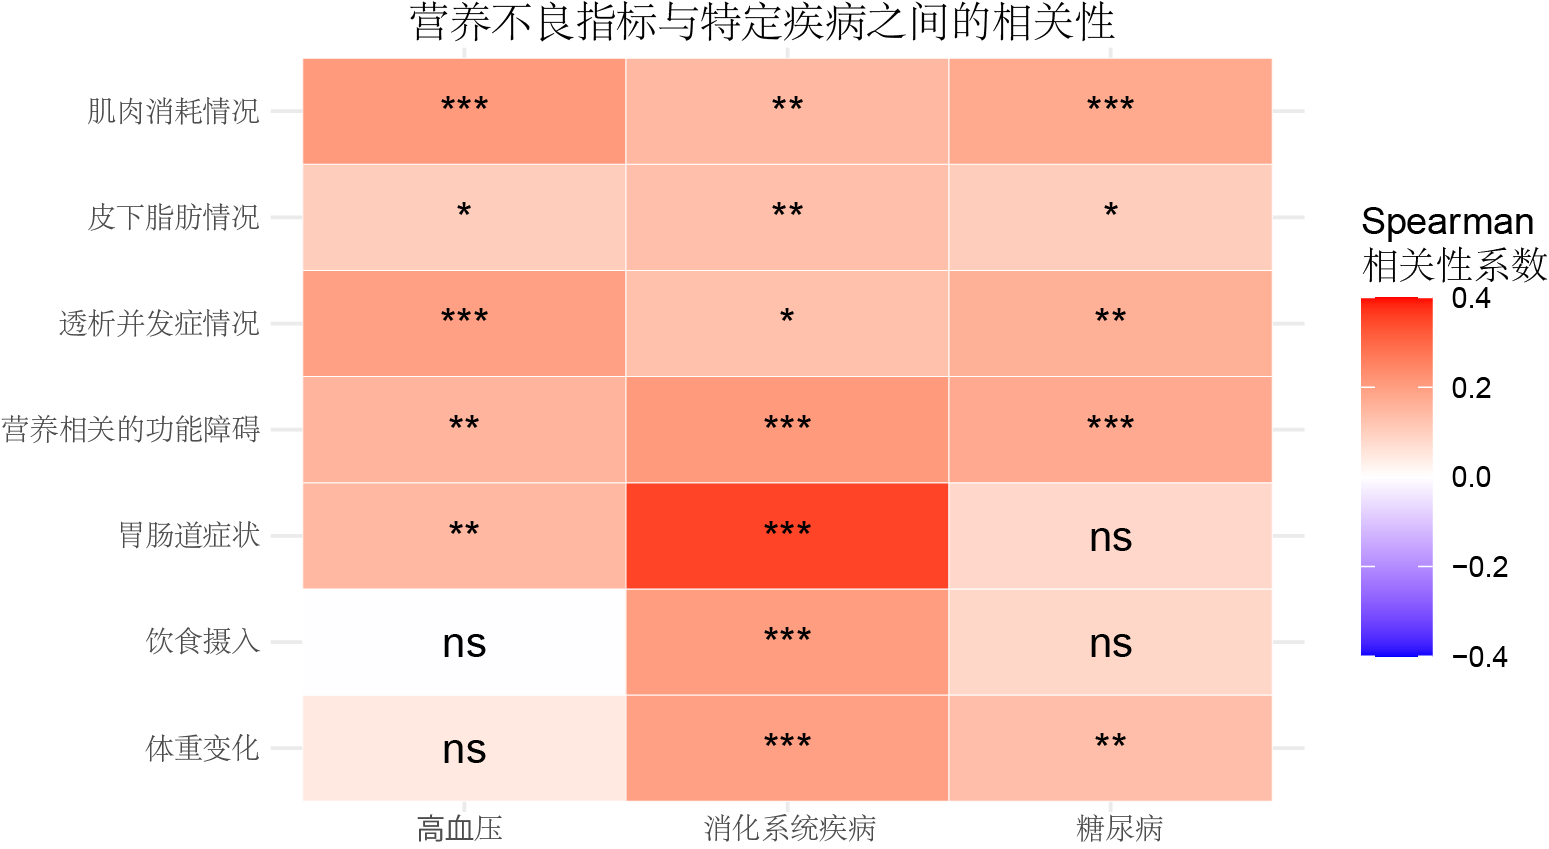 营养不良指标与特定疾病之间的相关性
肌肉消耗情况 *** ** ***
皮下脂肪情况 * ** *
透析并发症情况 *** * **
营养相关的功能障碍 ** *** ***
胃肠道症状 ** *** ns
饮食摄入 ns *** ns
体重变化 ns *** **
高血压 消化系统疾病 糖尿病
Spearman
相关性系数
0.4
0.2
0.0
−0.2
−0.4